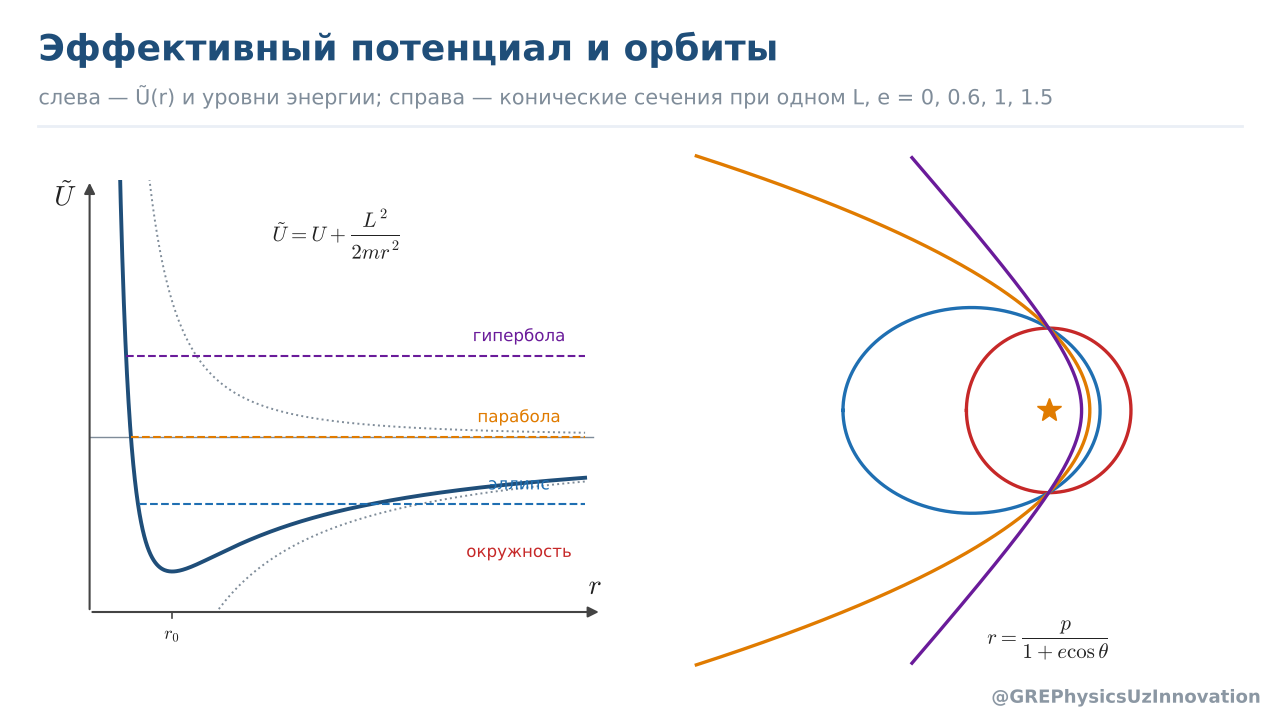 Эффективный потенциал и орбиты
слева — Ũ(r) и уровни энергии; справа — конические сечения при одном L, e = 0, 0.6, 1, 1.5
Ũ
Ũ = U + L²/2mr²
гипербола
парабола
эллипс
окружность
r
r₀
r = p/1 + e cos θ
@GREPhysicsUzInnovation